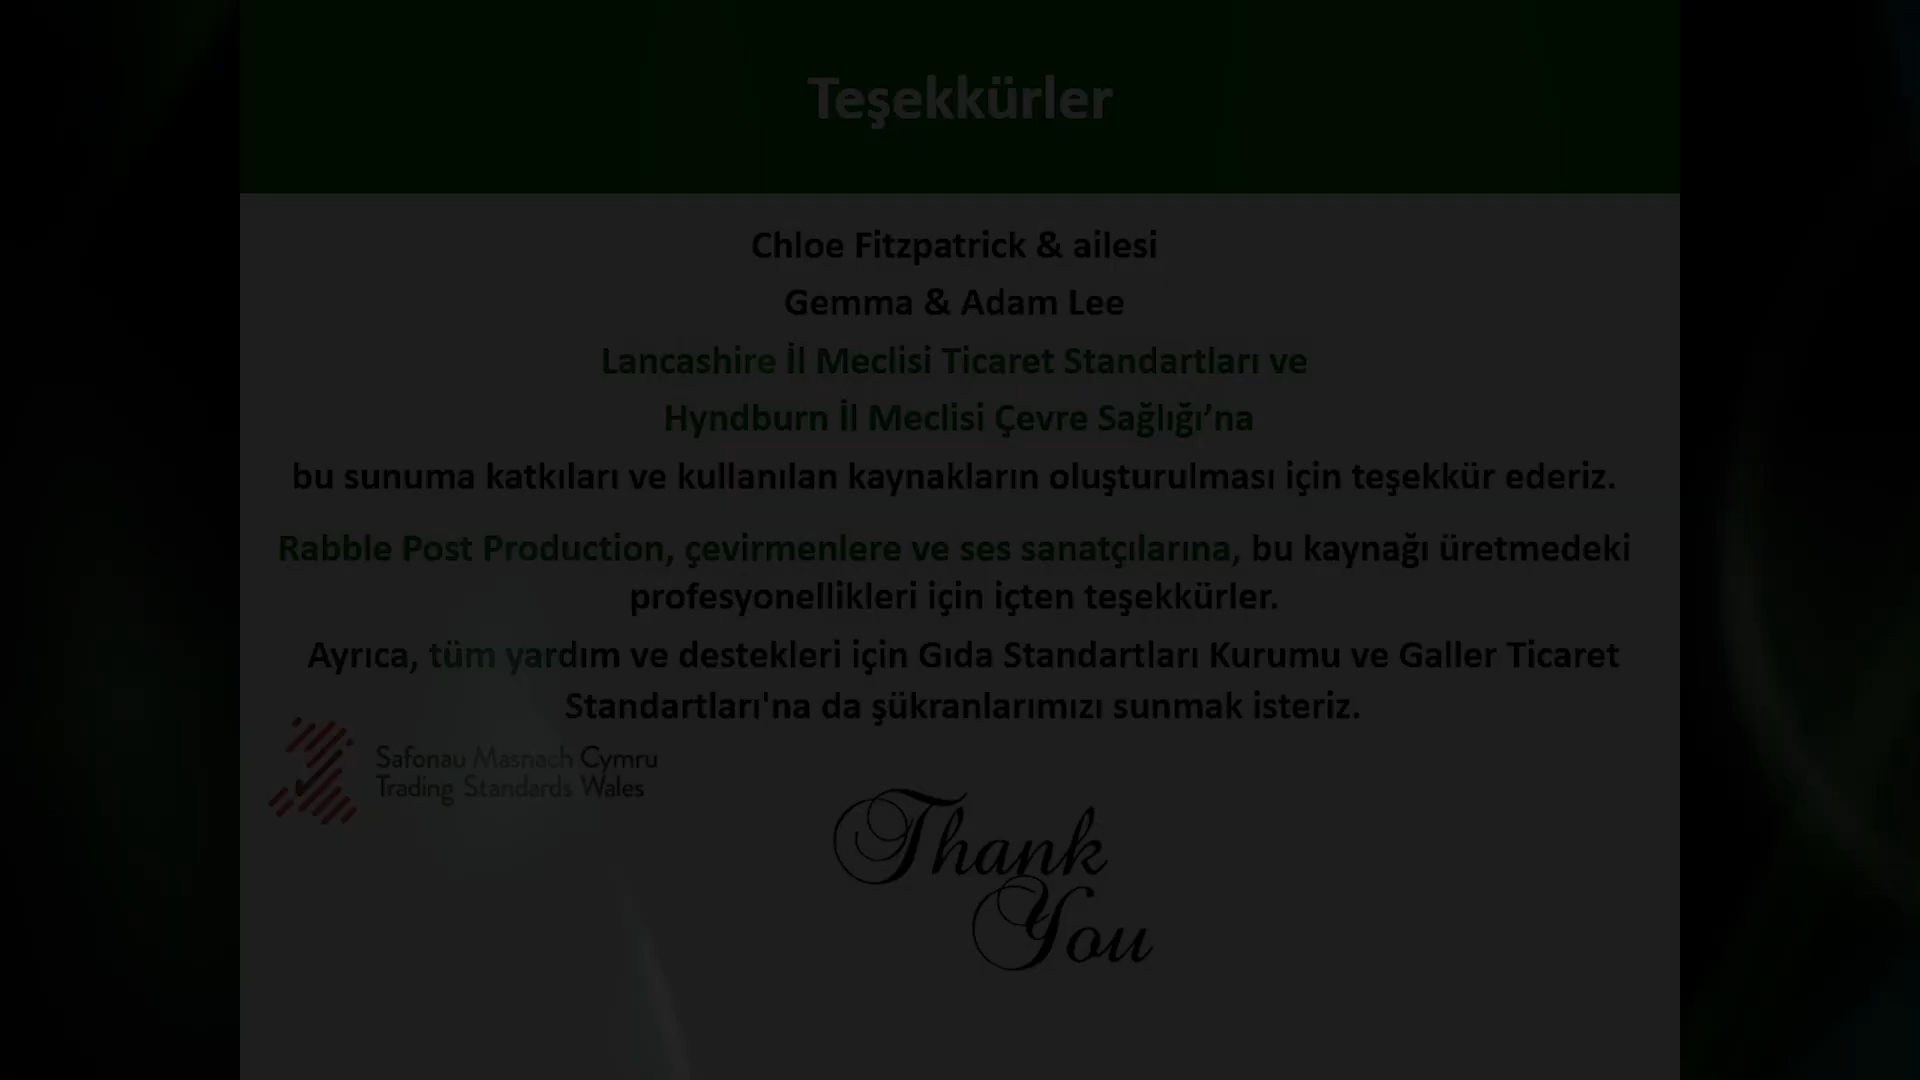 Teşekkürler
Chloe Fitzpatrick & ailesi
Gemma & Adam Lee
Lancashire İl Meclisi Ticaret Standartları ve
Hyndburn İl Meclisi Çevre Sağlığı’na
bu sunuma katkıları ve kullanılan kaynakların oluşturulması için teşekkür ederiz.
Rabble Post Production, çevirmenlere ve ses sanatçılarına, bu kaynağı üretmedeki
profesyonellikleri için içten teşekkürler.
Ayrıca, tüm yardım ve destekleri için Gıda Standartları Kurumu ve Galler Ticaret
Standartları'na da şükranlarımızı sunmak isteriz.
Safonau Masnach Cymru
Trading Standards Wales
Thank
You